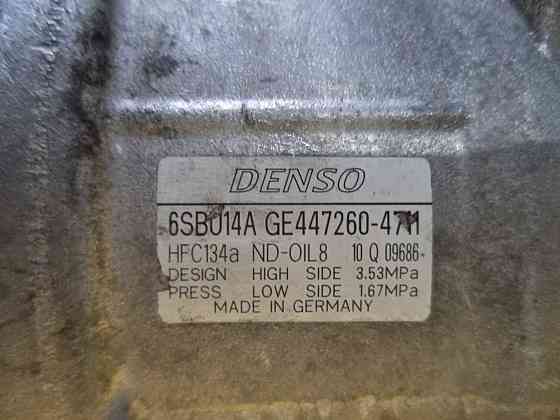 DENSO
6SBU14A GE447260-4711
HFC134a ND-OIL8 10 Q 09686-
DESIGN HIGH SIDE 3.53MPa
PRESS LOW SIDE 1.67MPa
MADE IN GERMANY